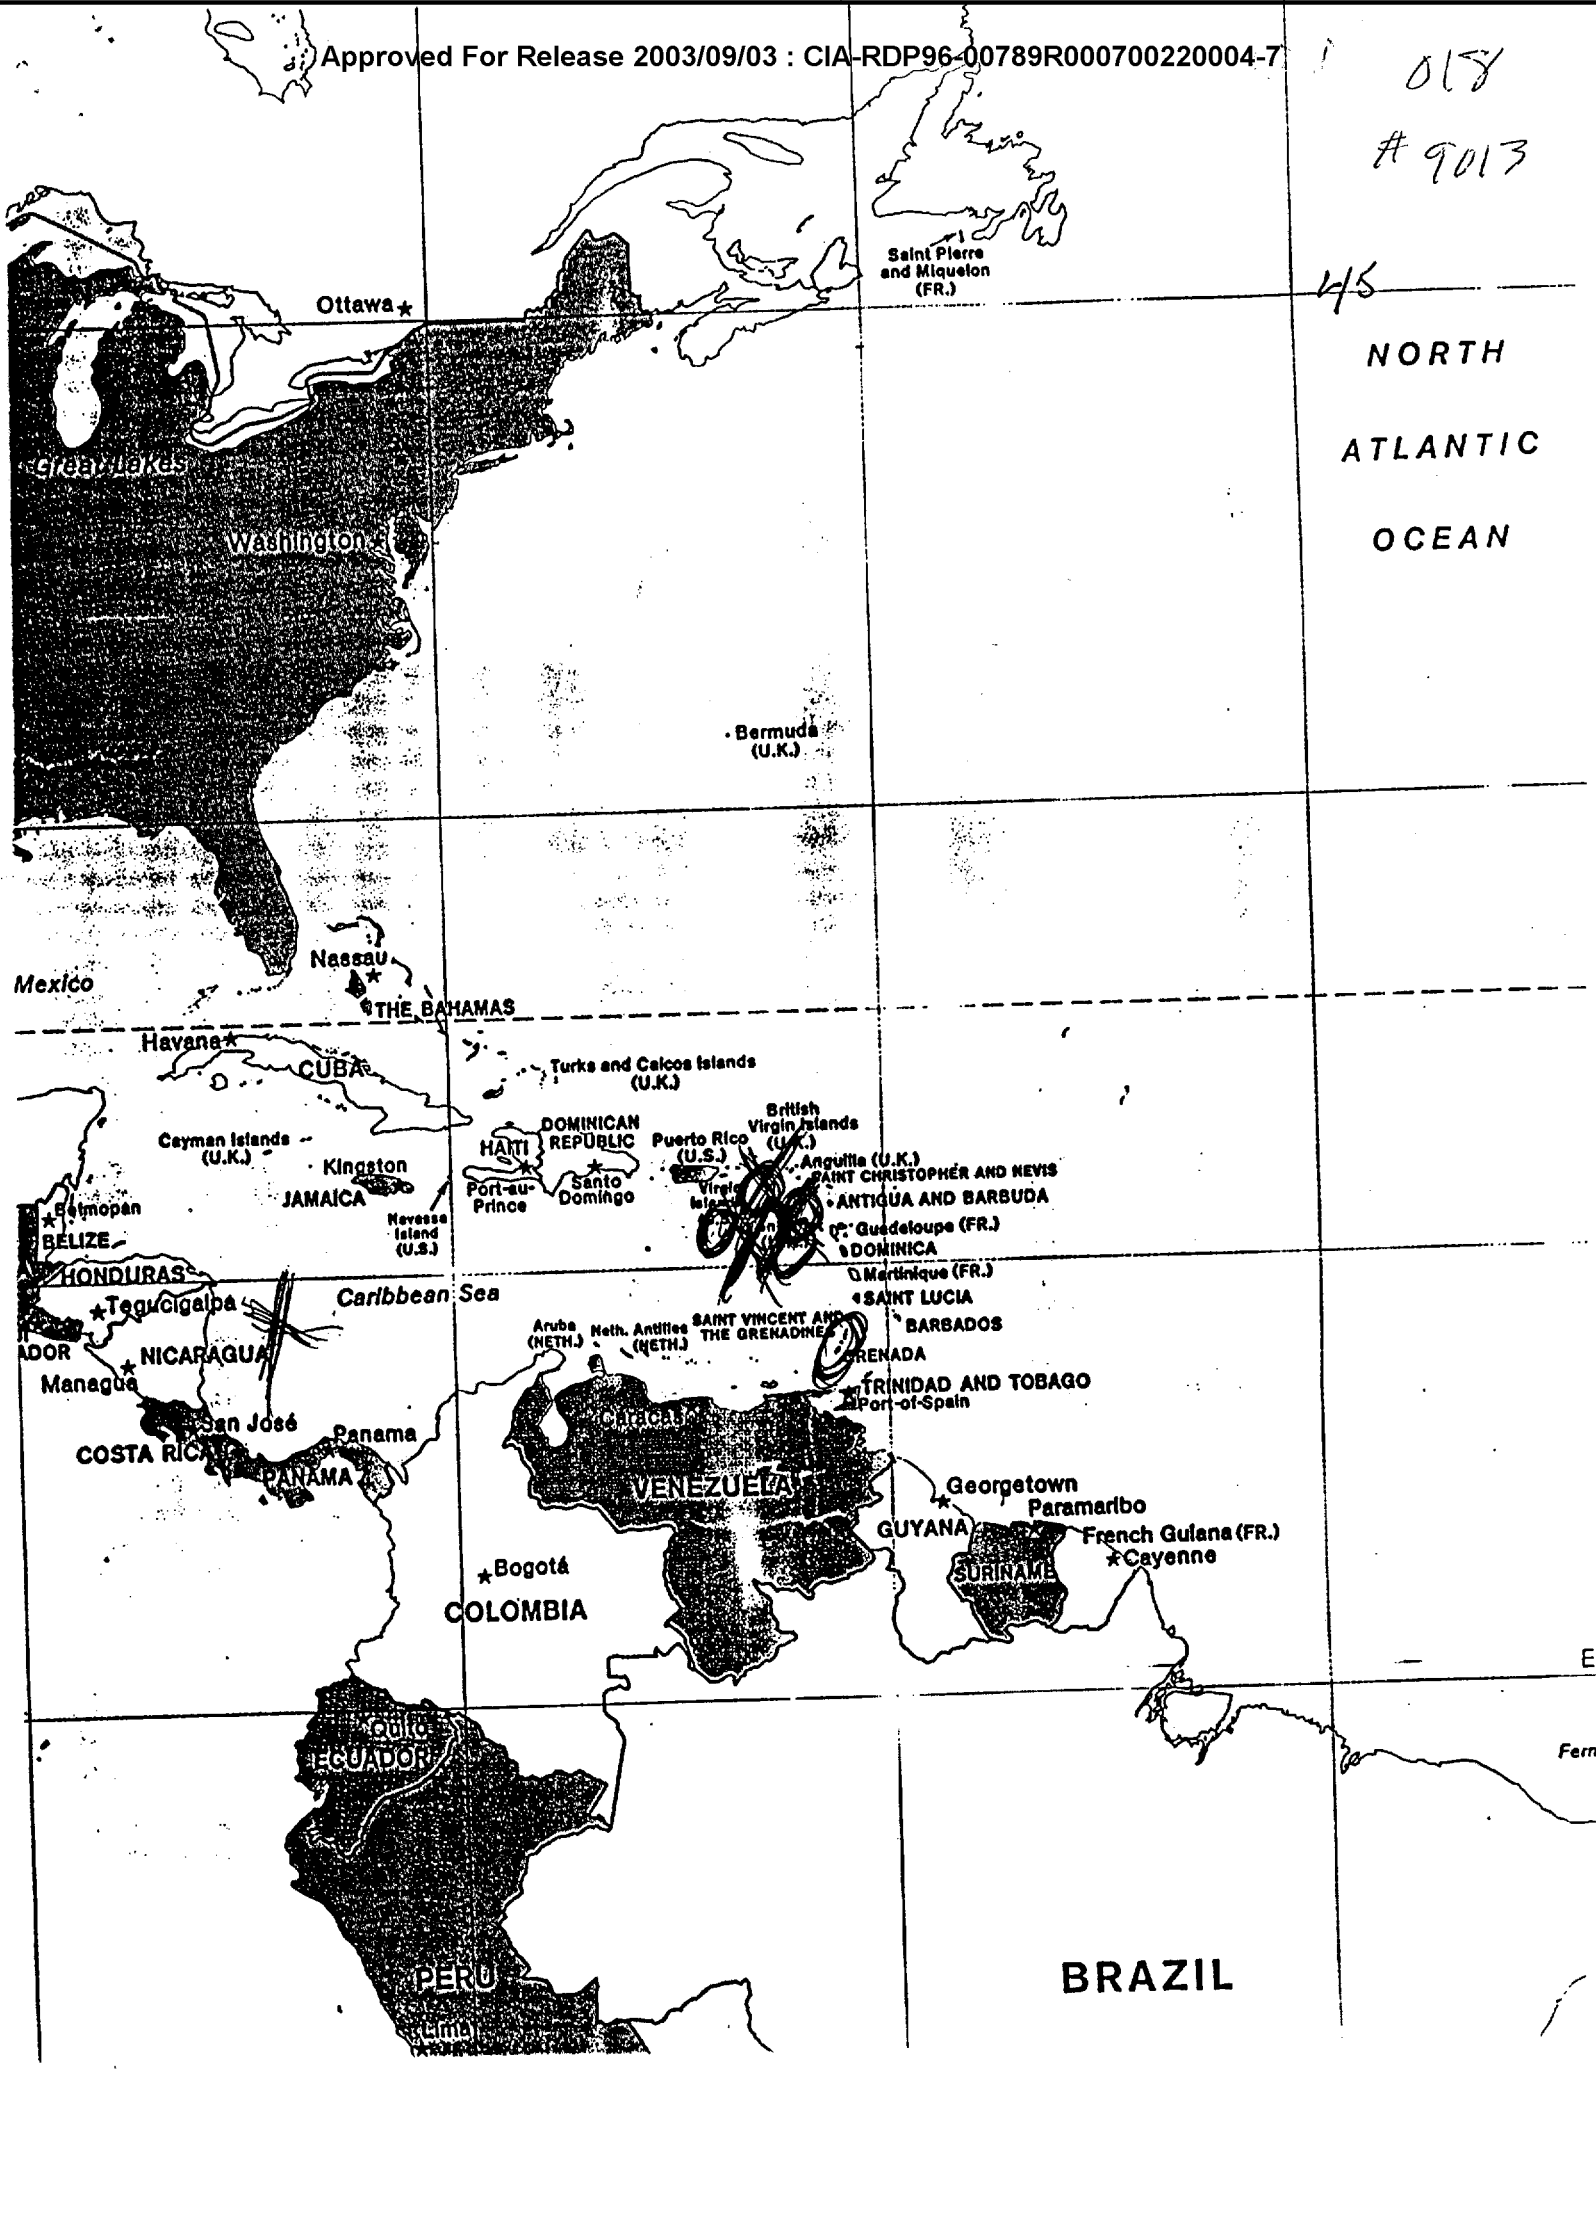 Approved For Release 2003/09/03 : CIA-RDP96-00789R000700220004-7
018
# 9013
Saint Pierre
and Miquelon
(FR.)
45
Ottawa
NORTH
ATLANTIC
OCEAN
Great Lakes
Washington
Bermuda
(U.K.)
Nassau
Mexico
THE BAHAMAS
Havana
CUBA
Turks and Caicos Islands
(U.K.)
British
Virgin Islands
(U.K.)
Cayman Islands
(U.K.)
Kingston
JAMAICA
HAITI
Port-au-
Prince
DOMINICAN
REPUBLIC
Santo
Domingo
Puerto Rico
(U.S.)
Anguilla (U.K.)
SAINT CHRISTOPHER AND NEVIS
ANTIGUA AND BARBUDA
Guadeloupe (FR.)
DOMINICA
Martinique (FR.)
SAINT LUCIA
BARBADOS
SAINT VINCENT AND
THE GRENADINES
GRENADA
TRINIDAD AND TOBAGO
Port-of-Spain
Navassa
Island
(U.S.)
Belmopan
BELIZE
HONDURAS
Tegucigalpa
Caribbean Sea
Aruba
(NETH.)
Neth. Antilles
(NETH.)
ADOR
NICARAGUA
Managua
San José
COSTA RICA
Panama
PANAMA
Caracas
VENEZUELA
Georgetown
GUYANA
Paramaribo
SURINAME
French Guiana (FR.)
Cayenne
Bogotá
COLOMBIA
E
Quito
ECUADOR
Fern
PERU
Lima
BRAZIL